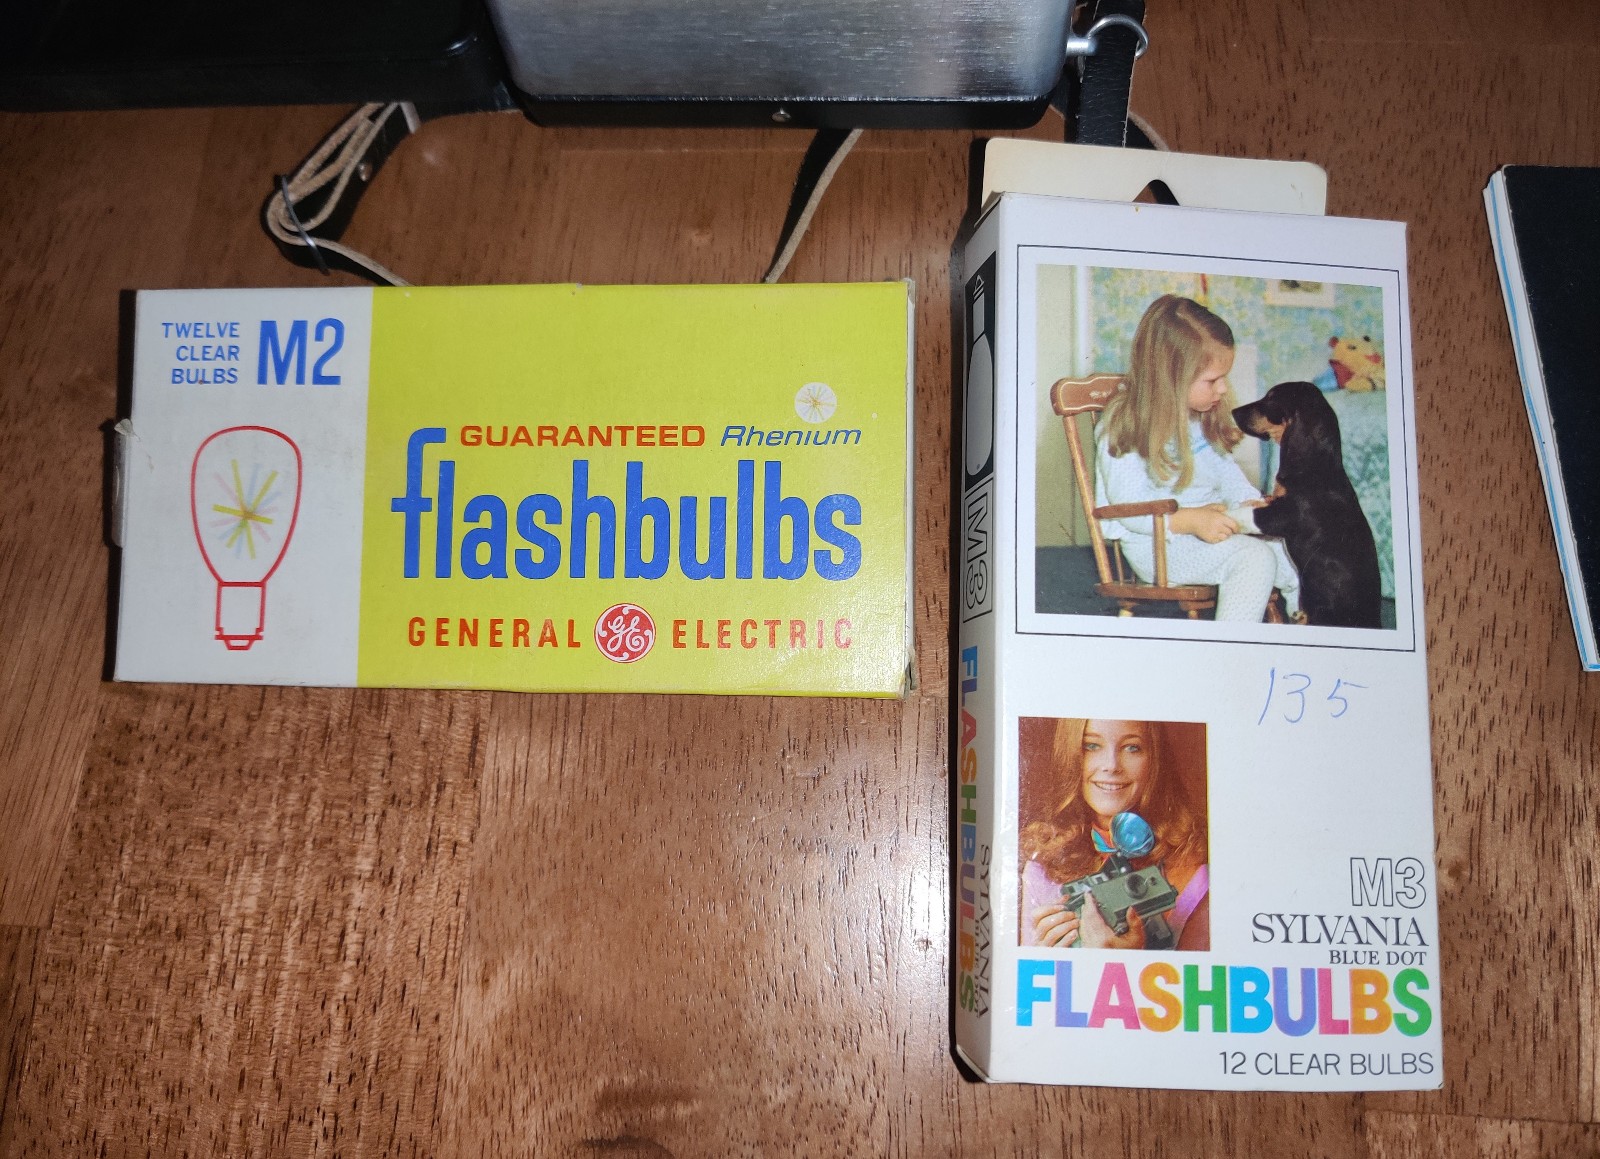 TWELVE
CLEAR
BULBS
M2
GUARANTEED Rhenium
flashbulbs
GENERAL GE ELECTRIC
M3
FLASHBULBS
SYLVANIA
135
M3
SYLVANIA
BLUE DOT
FLASHBULBS
12 CLEAR BULBS